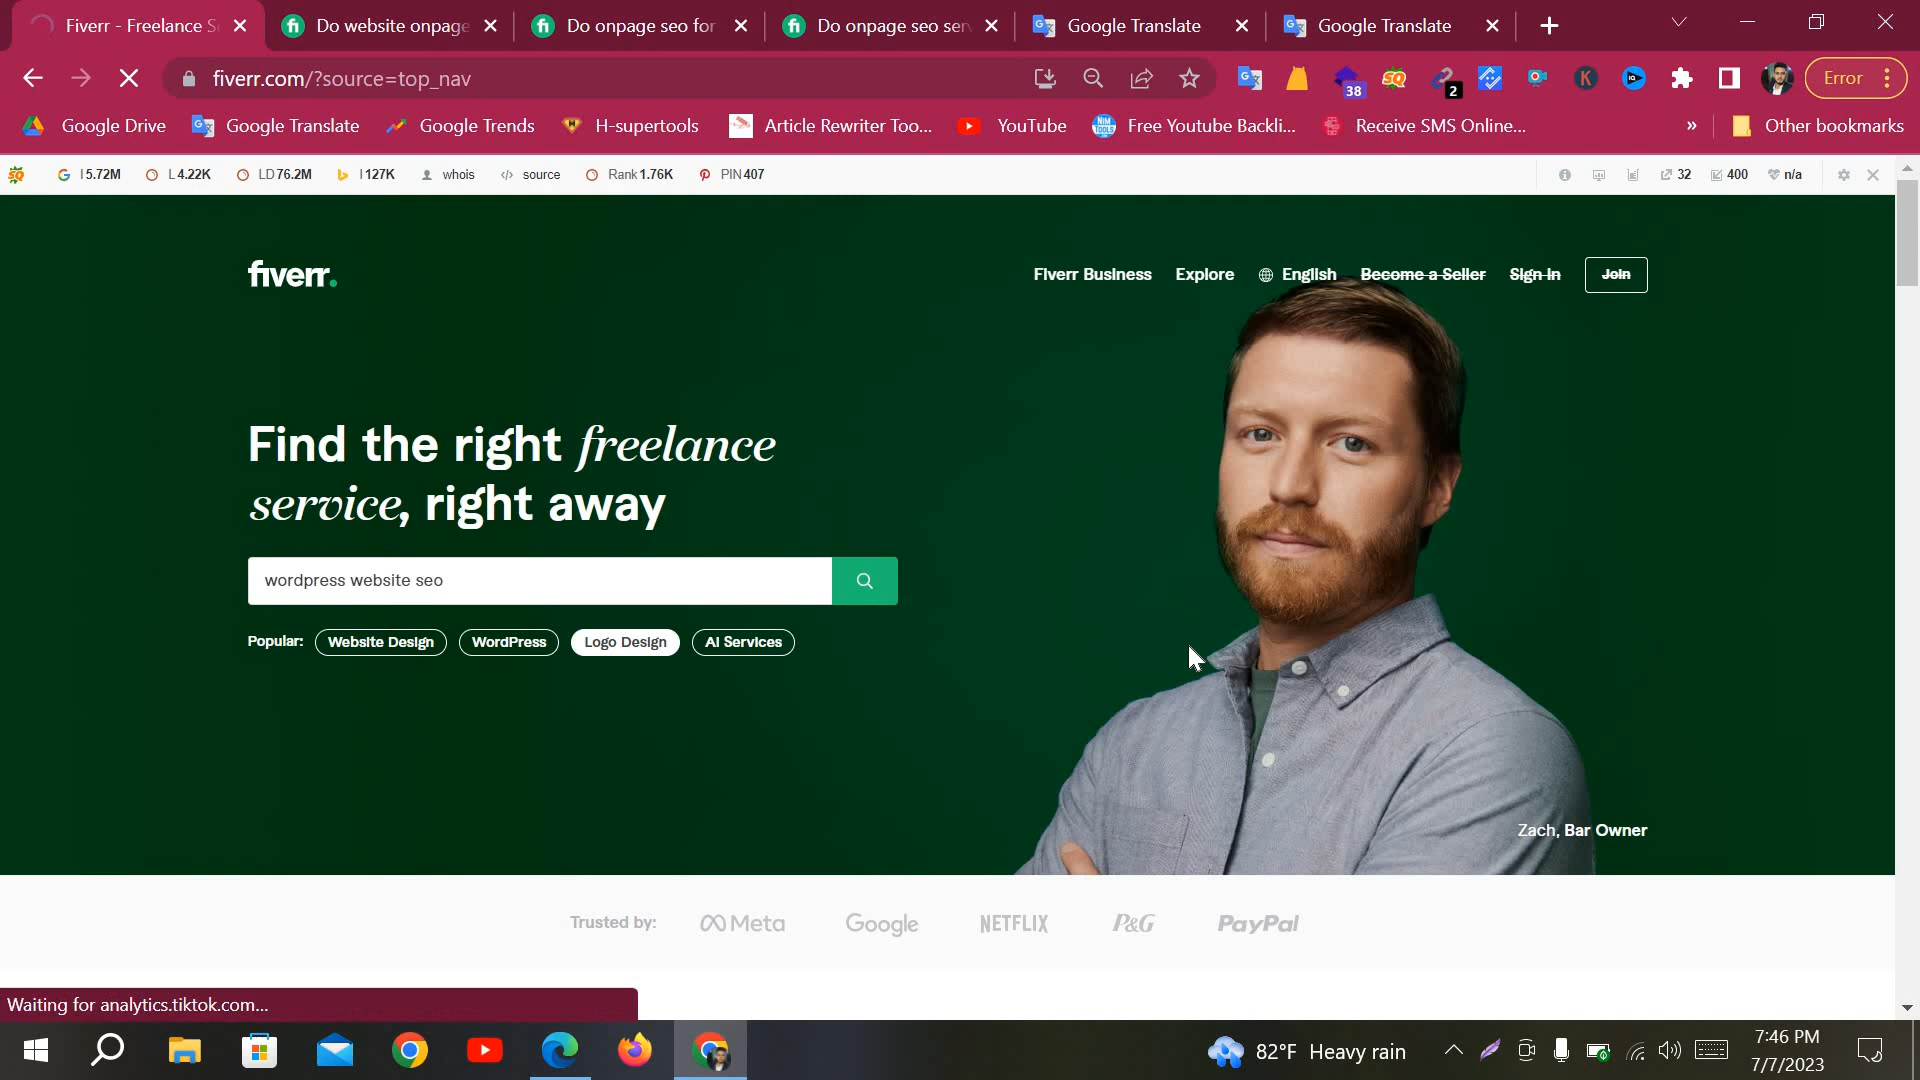 Fiverr - Freelance S
Do website onpage
Do onpage seo for
Do onpage seo ser
Google Translate
Google Translate
fiverr.com/?source=top_nav
38
SQ
2
K
Error
Google Drive
Google Translate
Google Trends
H-supertools
Article Rewriter Too...
YouTube
Free Youtube Backli...
Receive SMS Online...
»
Other bookmarks
I 5.72M
L 4.22K
LD 76.2M
I 127K
whois
source
Rank 1.76K
PIN 407
32
400
n/a
fiverr.
Fiverr Business
Explore
English
Become a Seller
Sign in
Join
Find the right freelance
service, right away
wordpress website seo
Popular:
Website Design
WordPress
Logo Design
AI Services
Zach, Bar Owner
Trusted by:
Meta
Google
NETFLIX
P&G
PayPal
Waiting for analytics.tiktok.com...
82°F Heavy rain
7:46 PM
7/7/2023